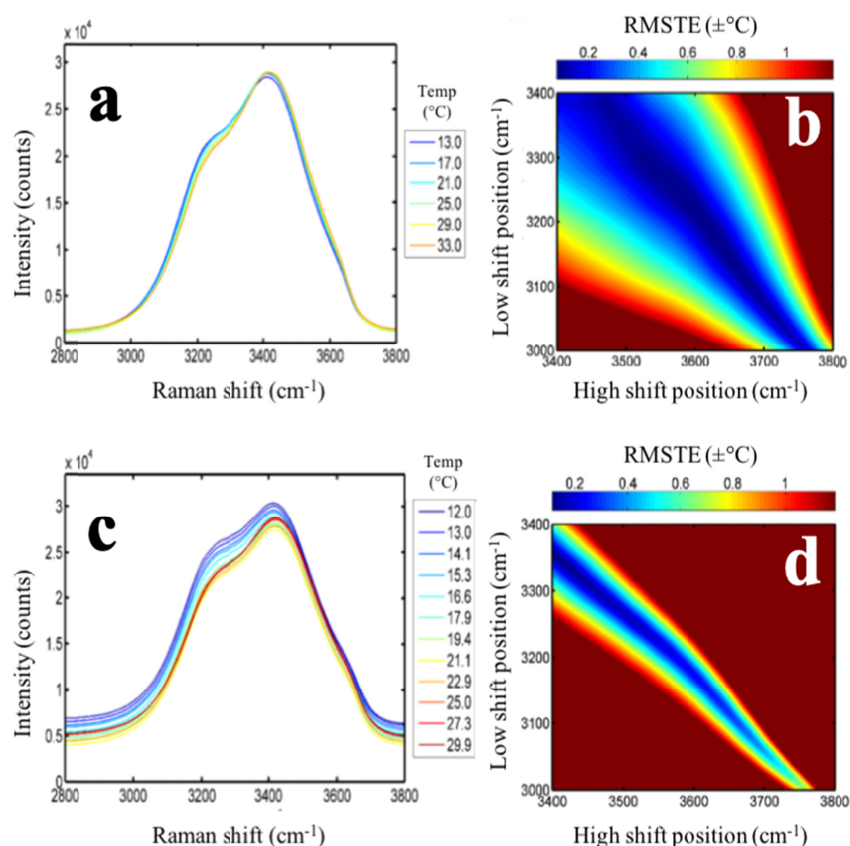 x 10⁴
a
3
2.5
2
1.5
1
0.5
0
2800 3000 3200 3400 3600 3800
Intensity (counts)
Raman shift (cm⁻¹)
Temp
(°C)
13.0
17.0
21.0
25.0
29.0
33.0
RMSTE (±°C)
0.2 0.4 0.6 0.8 1
b
3400
3300
3200
3100
3000
3400 3500 3600 3700 3800
Low shift position (cm⁻¹)
High shift position (cm⁻¹)
x 10⁴
c
3
2.5
2
1.5
1
0.5
0
2800 3000 3200 3400 3600 3800
Intensity (counts)
Raman shift (cm⁻¹)
Temp
(°C)
12.0
13.0
14.1
15.3
16.6
17.9
19.4
21.1
22.9
25.0
27.3
29.9
RMSTE (±°C)
0.2 0.4 0.6 0.8 1
d
3400
3300
3200
3100
3000
3400 3500 3600 3700 3800
Low shift position (cm⁻¹)
High shift position (cm⁻¹)